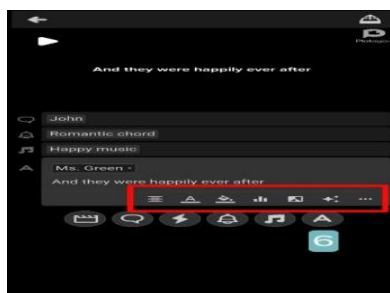 Plotagon
And they were happily ever after
John
Romantic chord
Happy music
Ms. Green
And they were happily ever after
A
6